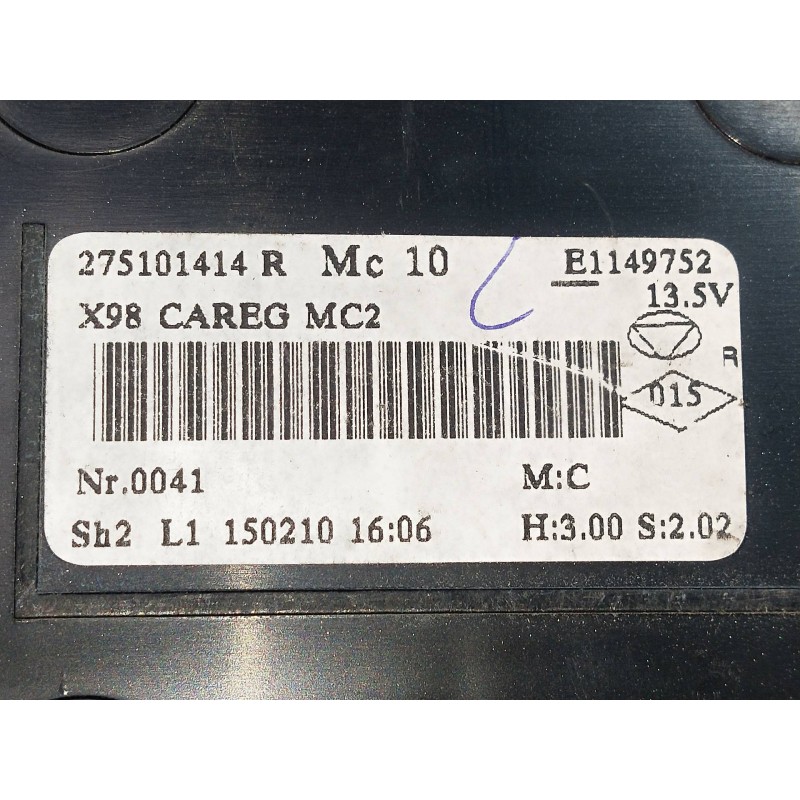 275101414 R Mc 10 E1149752
13.5V
X98 CAREG MC2
R
015
Nr.0041 M:C
Sh2 L1 150210 16:06 H:3.00 S:2.02